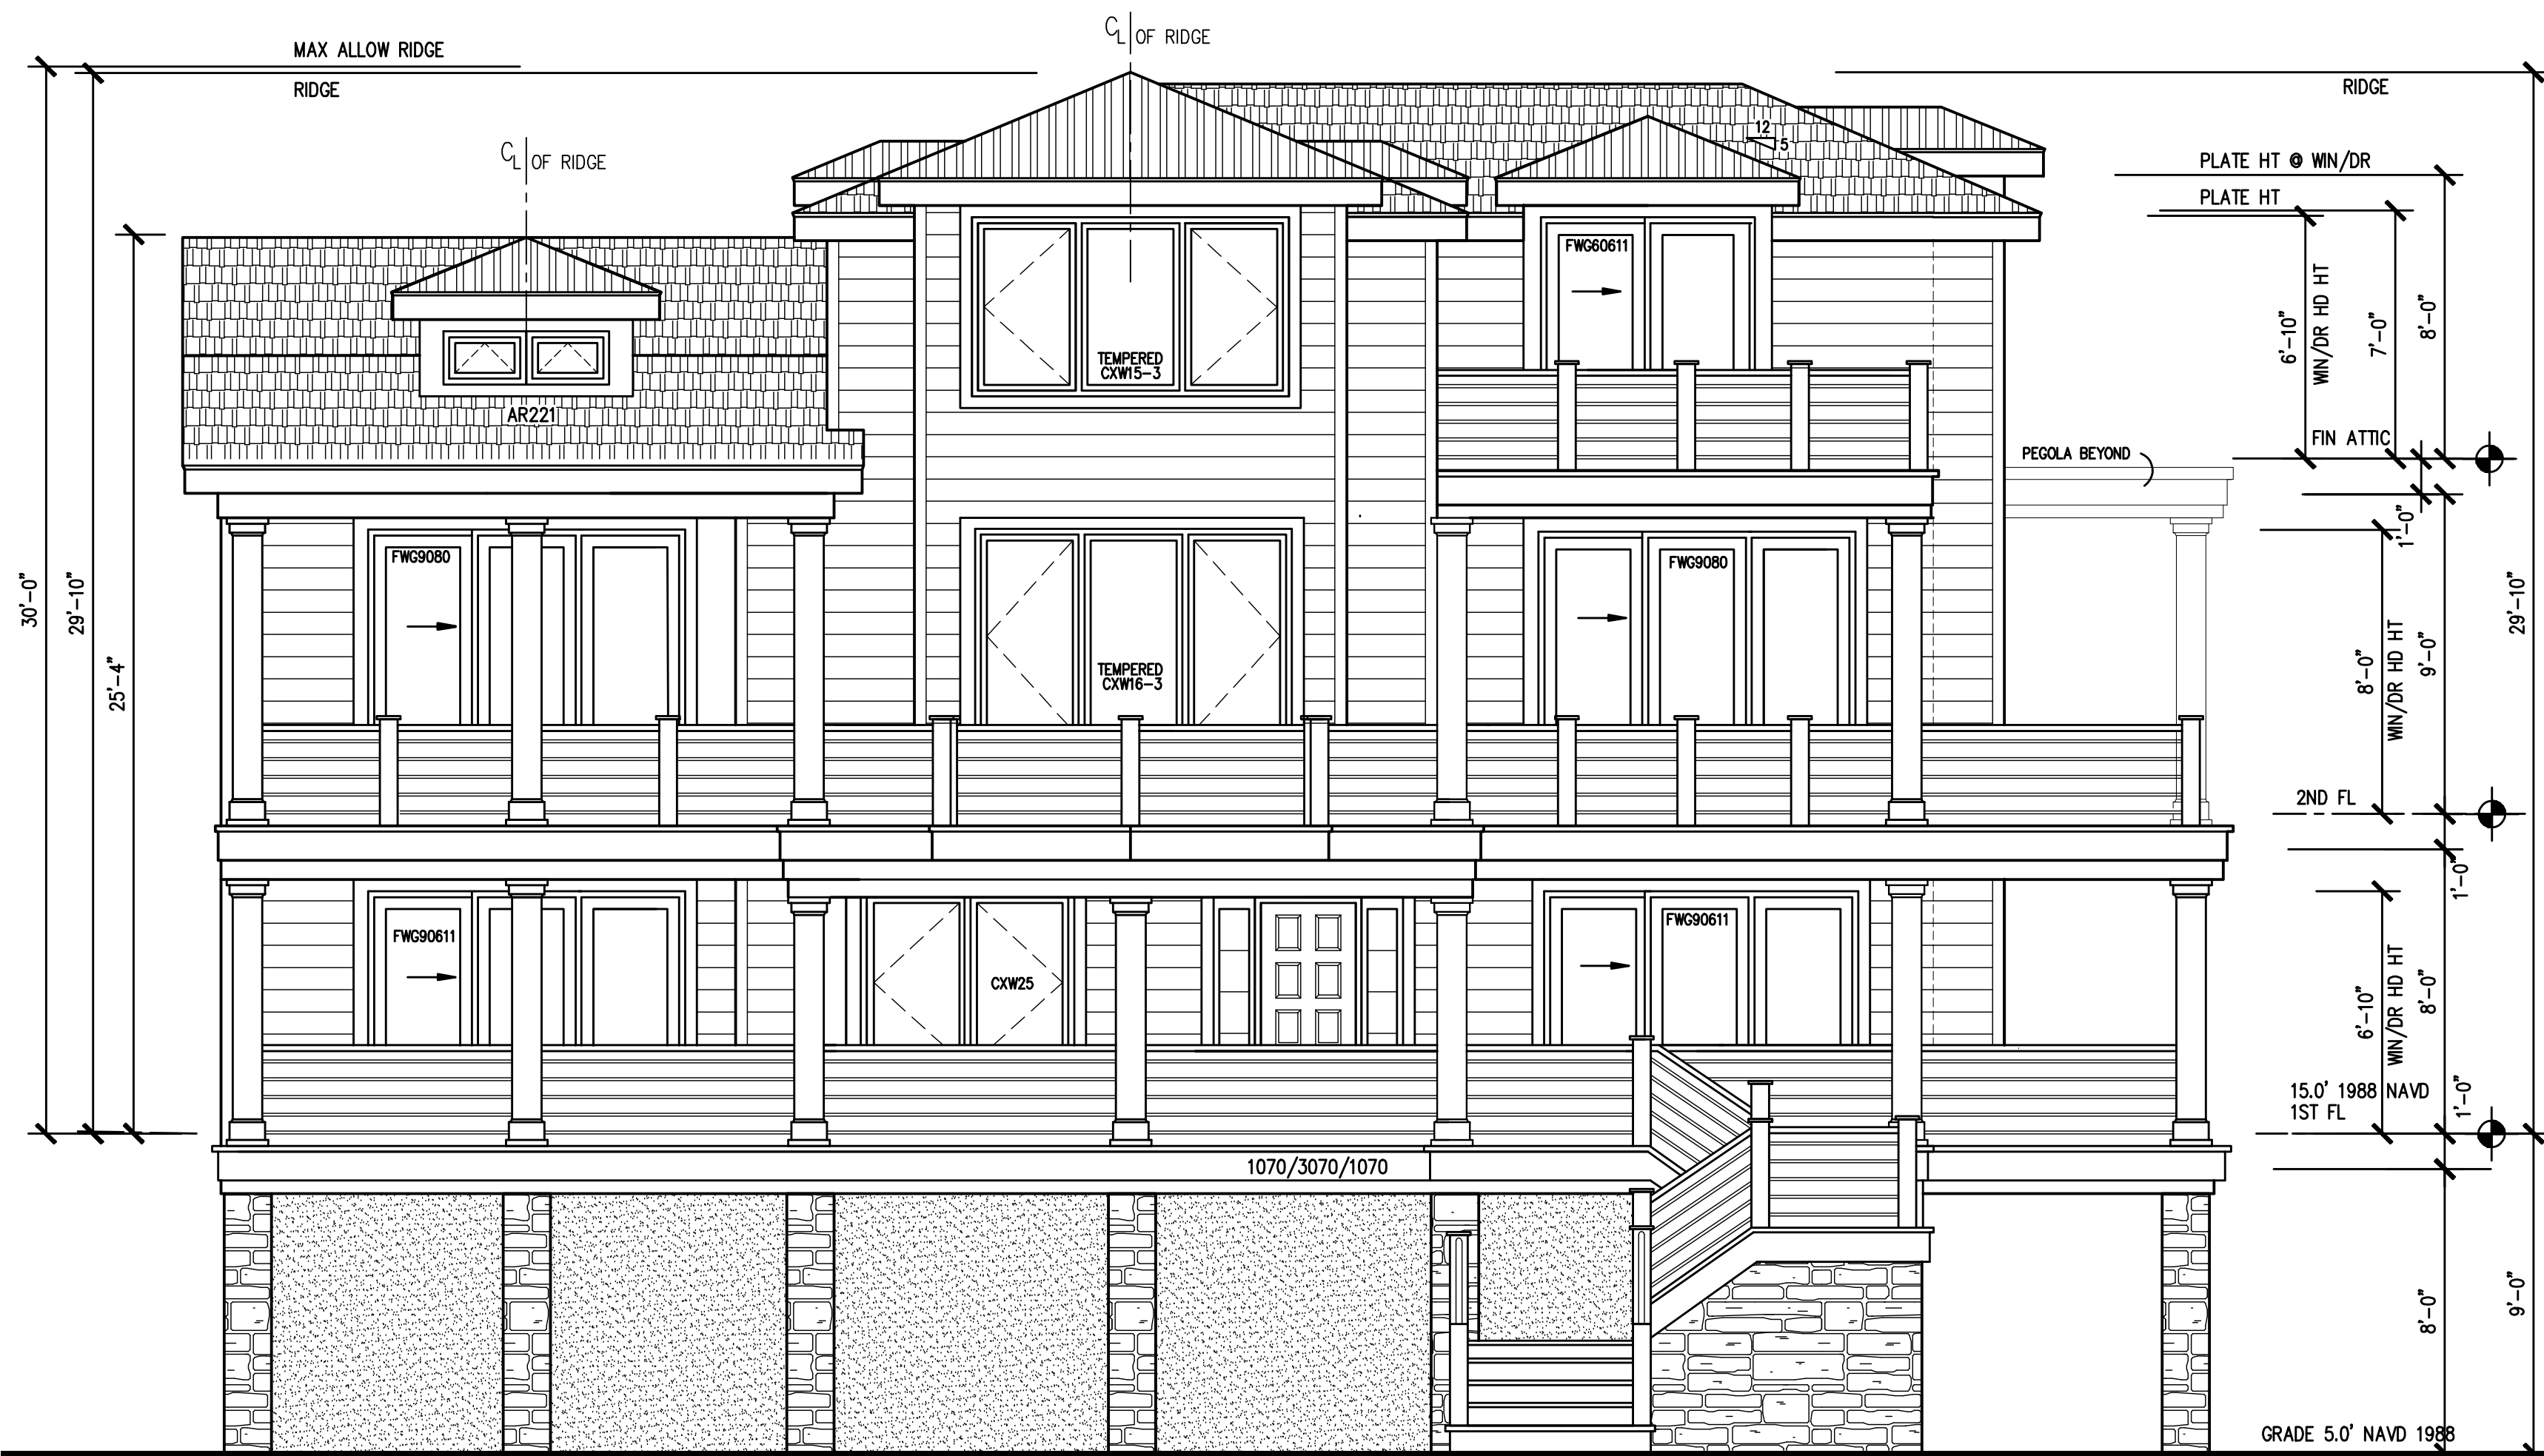 CL OF RIDGE
MAX ALLOW RIDGE
RIDGE
RIDGE
12
5
CL OF RIDGE
PLATE HT @ WIN/DR
PLATE HT
FWG60611
6'-10"
WIN/DR HD HT
7'-0"
8'-0"
TEMPERED
CXW15-3
AR221
FIN ATTIC
PEGOLA BEYOND
1'-0"
FWG9080
FWG9080
30'-0"
29'-10"
25'-4"
TEMPERED
CXW16-3
8'-0"
WIN/DR HD HT
9'-0"
29'-10"
2ND FL
1'-0"
FWG90611
CXW25
FWG90611
6'-10"
WIN/DR HD HT
8'-0"
15.0' 1988 NAVD
1ST FL
1'-0"
1070/3070/1070
8'-0"
9'-0"
GRADE 5.0' NAVD 1988